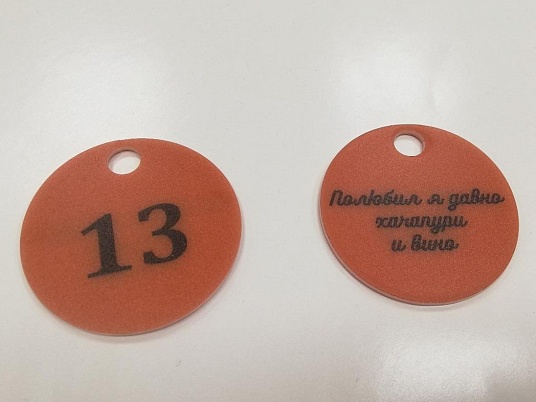 13
Полюбил я давно
хачапури
и вино